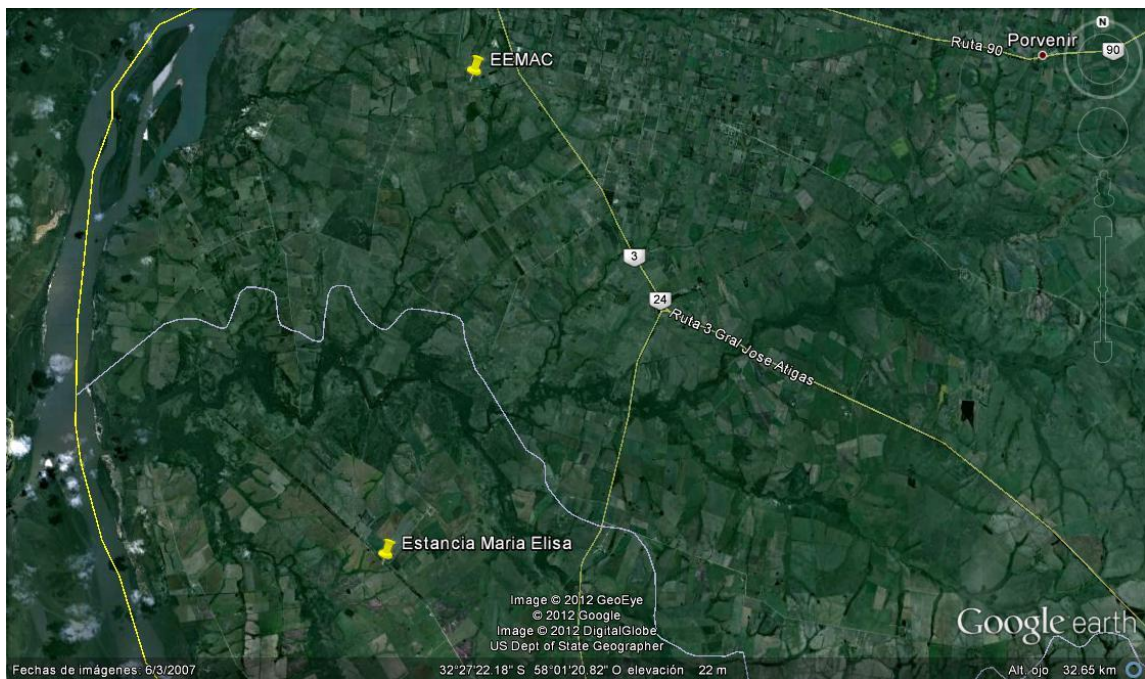 N
Ruta 90
Porvenir
90
EEMAC
3
24
Ruta 3 Gral Jose Atigas
Estancia Maria Elisa
Image © 2012 GeoEye
© 2012 Google
Image © 2012 DigitalGlobe
US Dept of State Geographer
Google earth
Fechas de imágenes: 6/3/2007 32°27'22.18" S 58°01'20.82" O elevación 22 m Alt. ojo 32.65 km